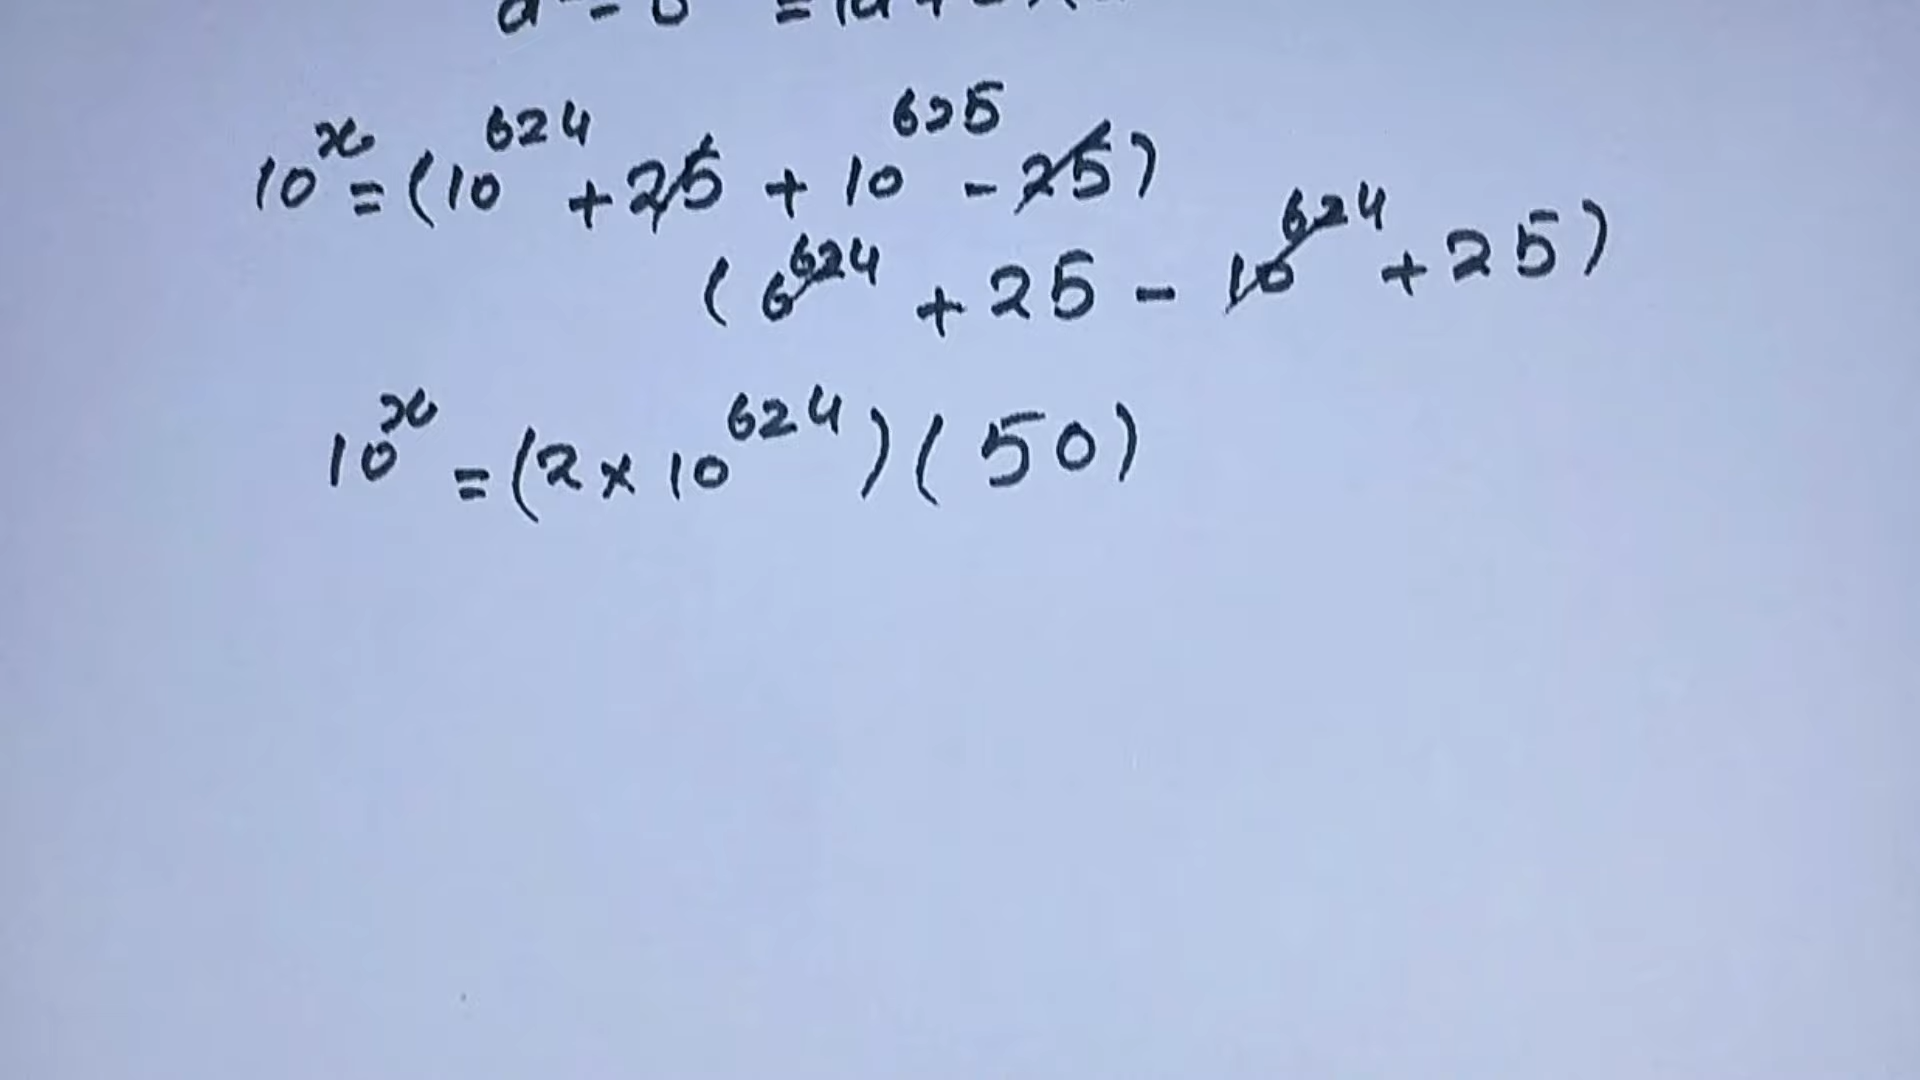 10^x = (10^624 + 25 + 10^625 - 25)
(6^624 + 25 - 10^624 + 25)
10^x = (2 × 10^624) (50)